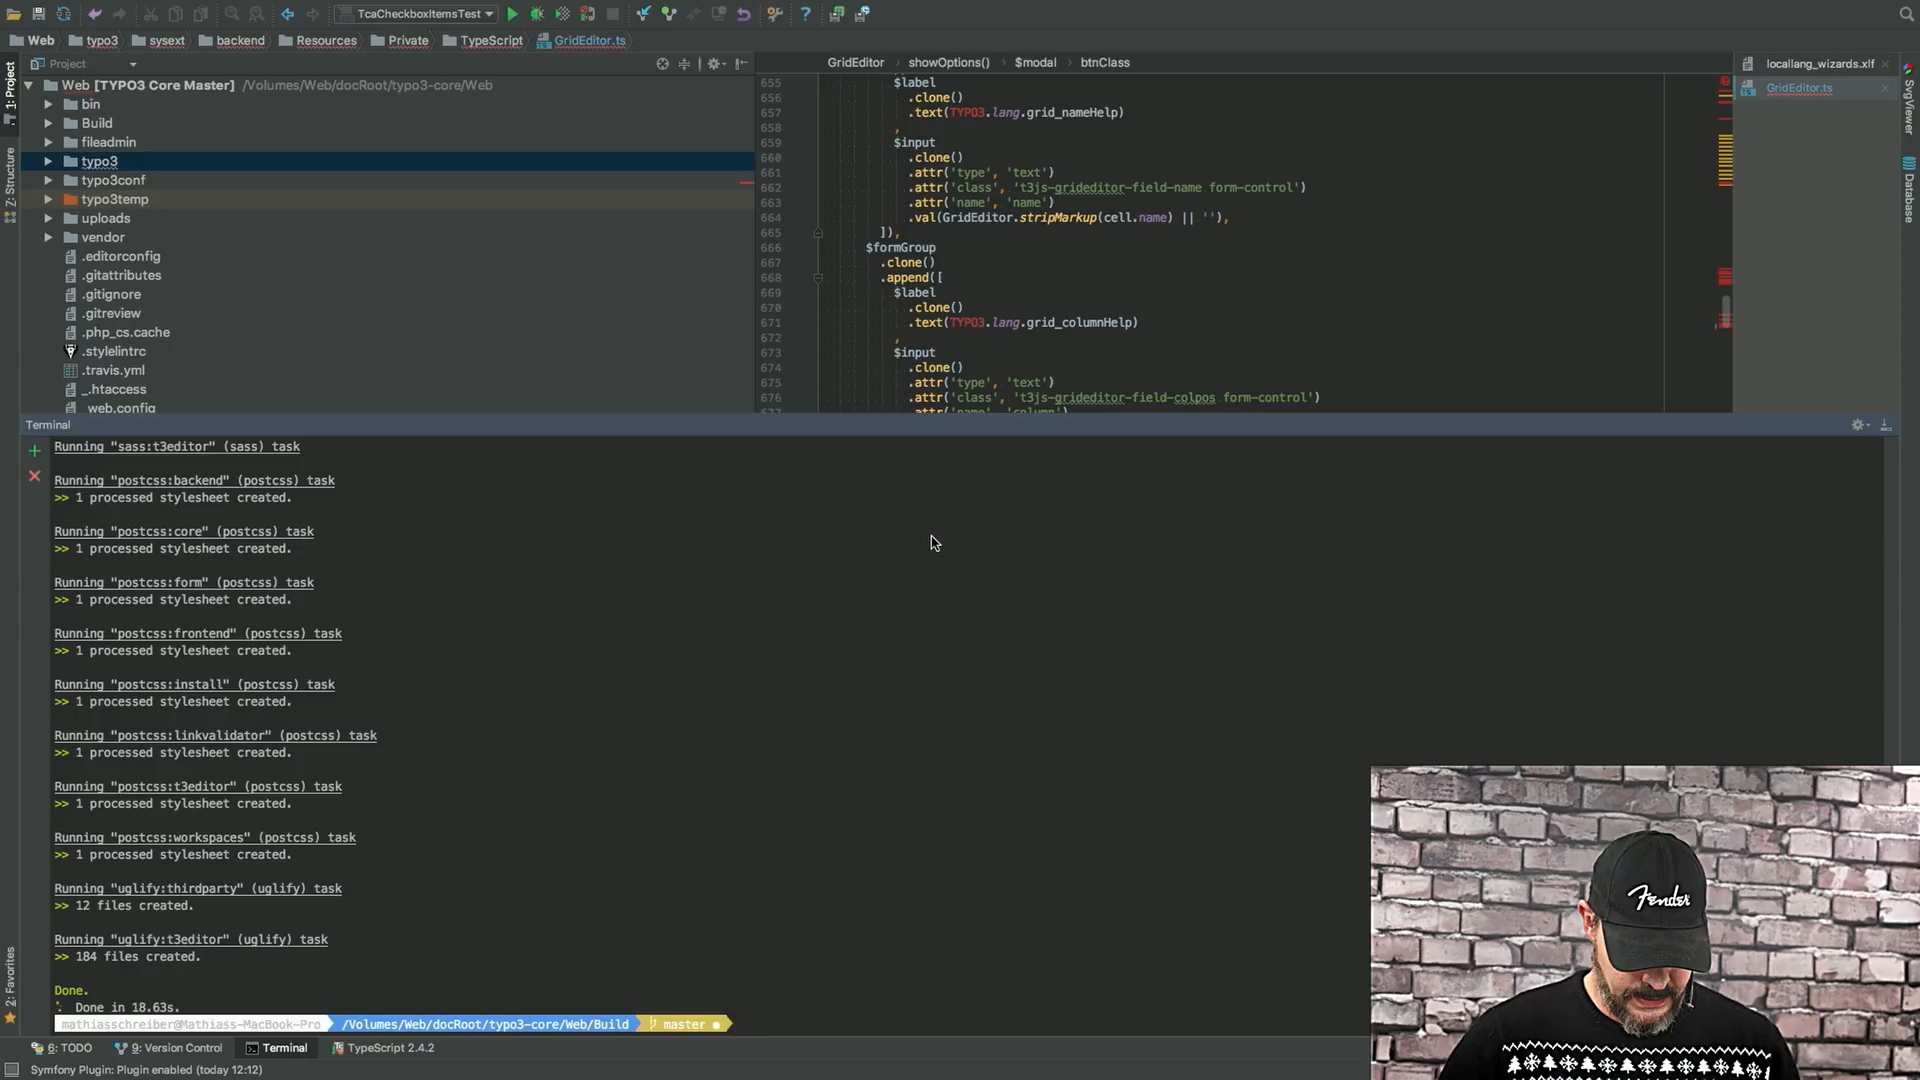 TcaCheckboxItemsTest
Web typo3 sysext backend Resources Private TypeScript GridEditor.ts
1: Project
Z: Structure
2: Favorites
Project
Web [TYPO3 Core Master] /Volumes/Web/docRoot/typo3-core/Web
bin
Build
fileadmin
typo3
typo3conf
typo3temp
uploads
vendor
.editorconfig
.gitattributes
.gitignore
.gitreview
.php_cs.cache
.stylelintrc
.travis.yml
_.htaccess
web.config
GridEditor › showOptions() › $modal › btnClass
655 $label
656 .clone()
657 .text(TYPO3.lang.grid_nameHelp)
658 ,
659 $input
660 .clone()
661 .attr('type', 'text')
662 .attr('class', 't3js-grideditor-field-name form-control')
663 .attr('name', 'name')
664 .val(GridEditor.stripMarkup(cell.name) || ''),
665 ]),
666 $formGroup
667 .clone()
668 .append([
669 $label
670 .clone()
671 .text(TYPO3.lang.grid_columnHelp)
672 ,
673 $input
674 .clone()
675 .attr('type', 'text')
676 .attr('class', 't3js-grideditor-field-colpos form-control')
677 .attr('name', 'column')
locallang_wizards.xlf
GridEditor.ts
SvgViewer
Database
Terminal
Running "sass:t3editor" (sass) task
Running "postcss:backend" (postcss) task
>> 1 processed stylesheet created.
Running "postcss:core" (postcss) task
>> 1 processed stylesheet created.
Running "postcss:form" (postcss) task
>> 1 processed stylesheet created.
Running "postcss:frontend" (postcss) task
>> 1 processed stylesheet created.
Running "postcss:install" (postcss) task
>> 1 processed stylesheet created.
Running "postcss:linkvalidator" (postcss) task
>> 1 processed stylesheet created.
Running "postcss:t3editor" (postcss) task
>> 1 processed stylesheet created.
Running "postcss:workspaces" (postcss) task
>> 1 processed stylesheet created.
Running "uglify:thirdparty" (uglify) task
>> 12 files created.
Running "uglify:t3editor" (uglify) task
>> 184 files created.
Done.
Done in 18.63s.
mathiasschreiber@Mathiass-MacBook-Pro /Volumes/Web/docRoot/typo3-core/Web/Build master
6: TODO 9: Version Control Terminal TypeScript 2.4.2
Symfony Plugin: Plugin enabled (today 12:12)
Fender